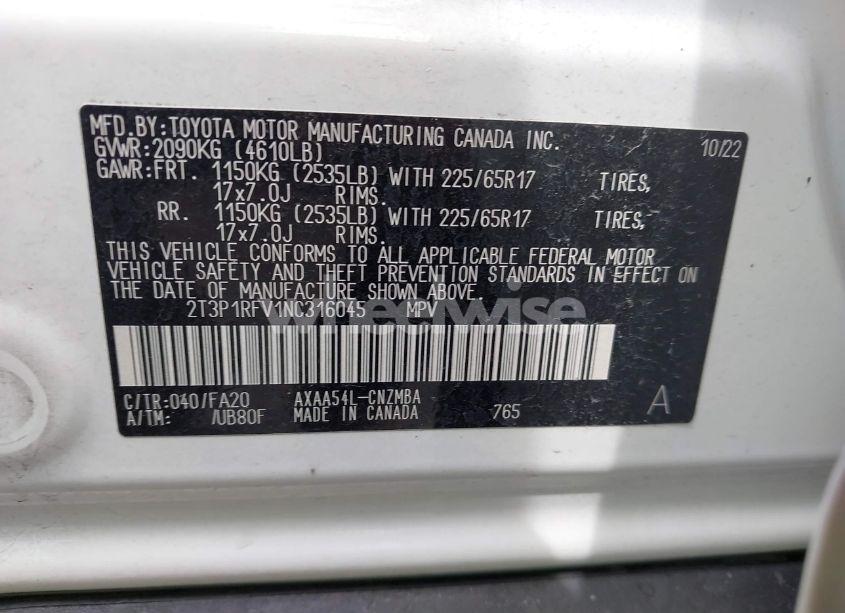 MFD.BY:TOYOTA MOTOR MANUFACTURING CANADA INC. 10/22
GVWR:2090KG (4610LB)
GAWR:FRT. 1150KG (2535LB) WITH 225/65R17 TIRES,
17x7.0J RIMS.
RR. 1150KG (2535LB) WITH 225/65R17 TIRES,
17x7.0J RIMS.
THIS VEHICLE CONFORMS TO ALL APPLICABLE FEDERAL MOTOR
VEHICLE SAFETY AND THEFT PREVENTION STANDARDS IN EFFECT ON
THE DATE OF MANUFACTURE SHOWN ABOVE.
2T3P1RFV1NC316045 MPV
wheelwise
C/TR:040/FA20 AXAA54L-CNZMBA
A/TM: /UB80F MADE IN CANADA 765 A